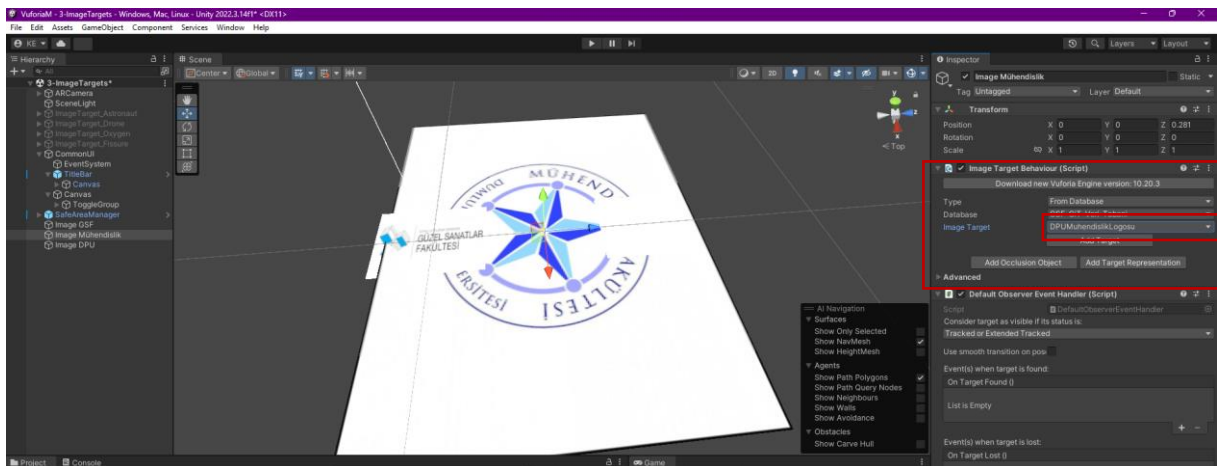 VuforiaM - 3-ImageTargets - Windows, Mac, Linux - Unity 2022.3.14f1* <DX11>
File Edit Assets GameObject Component Services Window Help
KE
Layers Layout
Hierarchy
All
3-ImageTargets*
ARCamera
SceneLight
ImageTarget_Astronaut
ImageTarget_Drone
ImageTarget_Oxygen
ImageTarget_Fissure
CommonUI
EventSystem
TitleBar
Canvas
Canvas
ToggleGroup
SafeAreaManager
Image GSF
Image Mühendislik
Image DPU
Scene
Center Global
2D
y
z
x
Top
DUMLU
MÜHEND
GÜZEL SANATLAR
FAKÜLTESİ
ERSİTESİ
AKÜLTESİ
AI Navigation
Surfaces
Show Only Selected
Show NavMesh
Show HeightMesh
Agents
Show Path Polygons
Show Path Query Nodes
Show Neighbours
Show Walls
Show Avoidance
Obstacles
Show Carve Hull
Inspector
Image Mühendislik Static
Tag Untagged Layer Default
Transform
Position X 0 Y 0 Z 0.281
Rotation X 0 Y 0 Z 0
Scale X 1 Y 1 Z 1
Image Target Behaviour (Script)
Download new Vuforia Engine version: 10.20.3
Type From Database
Database
Image Target DPUMuhendislikLogosu
Add Target
Add Occlusion Object Add Target Representation
Advanced
Default Observer Event Handler (Script)
Script DefaultObserverEventHandler
Consider target as visible if its status is:
Tracked or Extended Tracked
Use smooth transition on pos
Event(s) when target is found:
On Target Found ()
List is Empty
+ -
Event(s) when target is lost:
On Target Lost ()
Project Console
Game